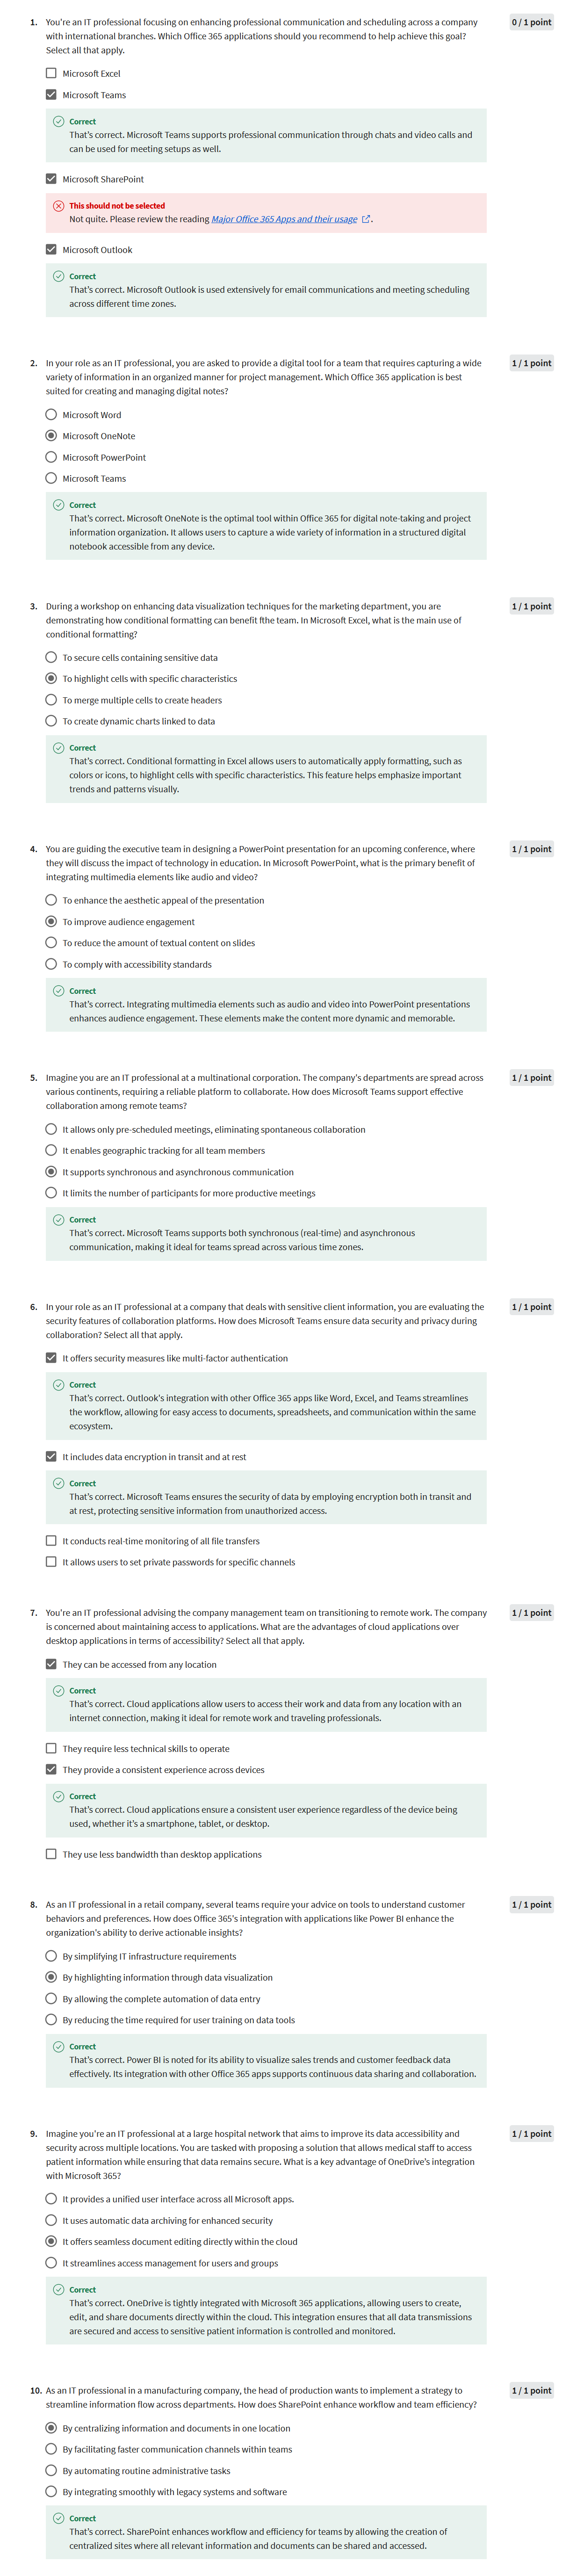 1. You're an IT professional focusing on enhancing professional communication and scheduling across a company
0 / 1 point
with international branches. Which Office 365 applications should you recommend to help achieve this goal?
Select all that apply.
Microsoft Excel
Microsoft Teams
Correct
That's correct. Microsoft Teams supports professional communication through chats and video calls and
can be used for meeting setups as well.
Microsoft SharePoint
This should not be selected
Not quite. Please review the reading Major Office 365 Apps and their usage.
Microsoft Outlook
Correct
That's correct. Microsoft Outlook is used extensively for email communications and meeting scheduling
across different time zones.
2. In your role as an IT professional, you are asked to provide a digital tool for a team that requires capturing a wide
1 / 1 point
variety of information in an organized manner for project management. Which Office 365 application is best
suited for creating and managing digital notes?
Microsoft Word
Microsoft OneNote
Microsoft PowerPoint
Microsoft Teams
Correct
That's correct. Microsoft OneNote is the optimal tool within Office 365 for digital note-taking and project
information organization. It allows users to capture a wide variety of information in a structured digital
notebook accessible from any device.
3. During a workshop on enhancing data visualization techniques for the marketing department, you are
1 / 1 point
demonstrating how conditional formatting can benefit fthe team. In Microsoft Excel, what is the main use of
conditional formatting?
To secure cells containing sensitive data
To highlight cells with specific characteristics
To merge multiple cells to create headers
To create dynamic charts linked to data
Correct
That's correct. Conditional formatting in Excel allows users to automatically apply formatting, such as
colors or icons, to highlight cells with specific characteristics. This feature helps emphasize important
trends and patterns visually.
4. You are guiding the executive team in designing a PowerPoint presentation for an upcoming conference, where
1 / 1 point
they will discuss the impact of technology in education. In Microsoft PowerPoint, what is the primary benefit of
integrating multimedia elements like audio and video?
To enhance the aesthetic appeal of the presentation
To improve audience engagement
To reduce the amount of textual content on slides
To comply with accessibility standards
Correct
That's correct. Integrating multimedia elements such as audio and video into PowerPoint presentations
enhances audience engagement. These elements make the content more dynamic and memorable.
5. Imagine you are an IT professional at a multinational corporation. The company's departments are spread across
1 / 1 point
various continents, requiring a reliable platform to collaborate. How does Microsoft Teams support effective
collaboration among remote teams?
It allows only pre-scheduled meetings, eliminating spontaneous collaboration
It enables geographic tracking for all team members
It supports synchronous and asynchronous communication
It limits the number of participants for more productive meetings
Correct
That's correct. Microsoft Teams supports both synchronous (real-time) and asynchronous
communication, making it ideal for teams spread across various time zones.
6. In your role as an IT professional at a company that deals with sensitive client information, you are evaluating the
1 / 1 point
security features of collaboration platforms. How does Microsoft Teams ensure data security and privacy during
collaboration? Select all that apply.
It offers security measures like multi-factor authentication
Correct
That's correct. Outlook's integration with other Office 365 apps like Word, Excel, and Teams streamlines
the workflow, allowing for easy access to documents, spreadsheets, and communication within the same
ecosystem.
It includes data encryption in transit and at rest
Correct
That's correct. Microsoft Teams ensures the security of data by employing encryption both in transit and
at rest, protecting sensitive information from unauthorized access.
It conducts real-time monitoring of all file transfers
It allows users to set private passwords for specific channels
7. You're an IT professional advising the company management team on transitioning to remote work. The company
1 / 1 point
is concerned about maintaining access to applications. What are the advantages of cloud applications over
desktop applications in terms of accessibility? Select all that apply.
They can be accessed from any location
Correct
That's correct. Cloud applications allow users to access their work and data from any location with an
internet connection, making it ideal for remote work and traveling professionals.
They require less technical skills to operate
They provide a consistent experience across devices
Correct
That's correct. Cloud applications ensure a consistent user experience regardless of the device being
used, whether it's a smartphone, tablet, or desktop.
They use less bandwidth than desktop applications
8. As an IT professional in a retail company, several teams require your advice on tools to understand customer
1 / 1 point
behaviors and preferences. How does Office 365's integration with applications like Power BI enhance the
organization's ability to derive actionable insights?
By simplifying IT infrastructure requirements
By highlighting information through data visualization
By allowing the complete automation of data entry
By reducing the time required for user training on data tools
Correct
That's correct. Power BI is noted for its ability to visualize sales trends and customer feedback data
effectively. Its integration with other Office 365 apps supports continuous data sharing and collaboration.
9. Imagine you're an IT professional at a large hospital network that aims to improve its data accessibility and
1 / 1 point
security across multiple locations. You are tasked with proposing a solution that allows medical staff to access
patient information while ensuring that data remains secure. What is a key advantage of OneDrive's integration
with Microsoft 365?
It provides a unified user interface across all Microsoft apps.
It uses automatic data archiving for enhanced security
It offers seamless document editing directly within the cloud
It streamlines access management for users and groups
Correct
That's correct. OneDrive is tightly integrated with Microsoft 365 applications, allowing users to create,
edit, and share documents directly within the cloud. This integration ensures that all data transmissions
are secured and access to sensitive patient information is controlled and monitored.
10. As an IT professional in a manufacturing company, the head of production wants to implement a strategy to
1 / 1 point
streamline information flow across departments. How does SharePoint enhance workflow and team efficiency?
By centralizing information and documents in one location
By facilitating faster communication channels within teams
By automating routine administrative tasks
By integrating smoothly with legacy systems and software
Correct
That's correct. SharePoint enhances workflow and efficiency for teams by allowing the creation of
centralized sites where all relevant information and documents can be shared and accessed.